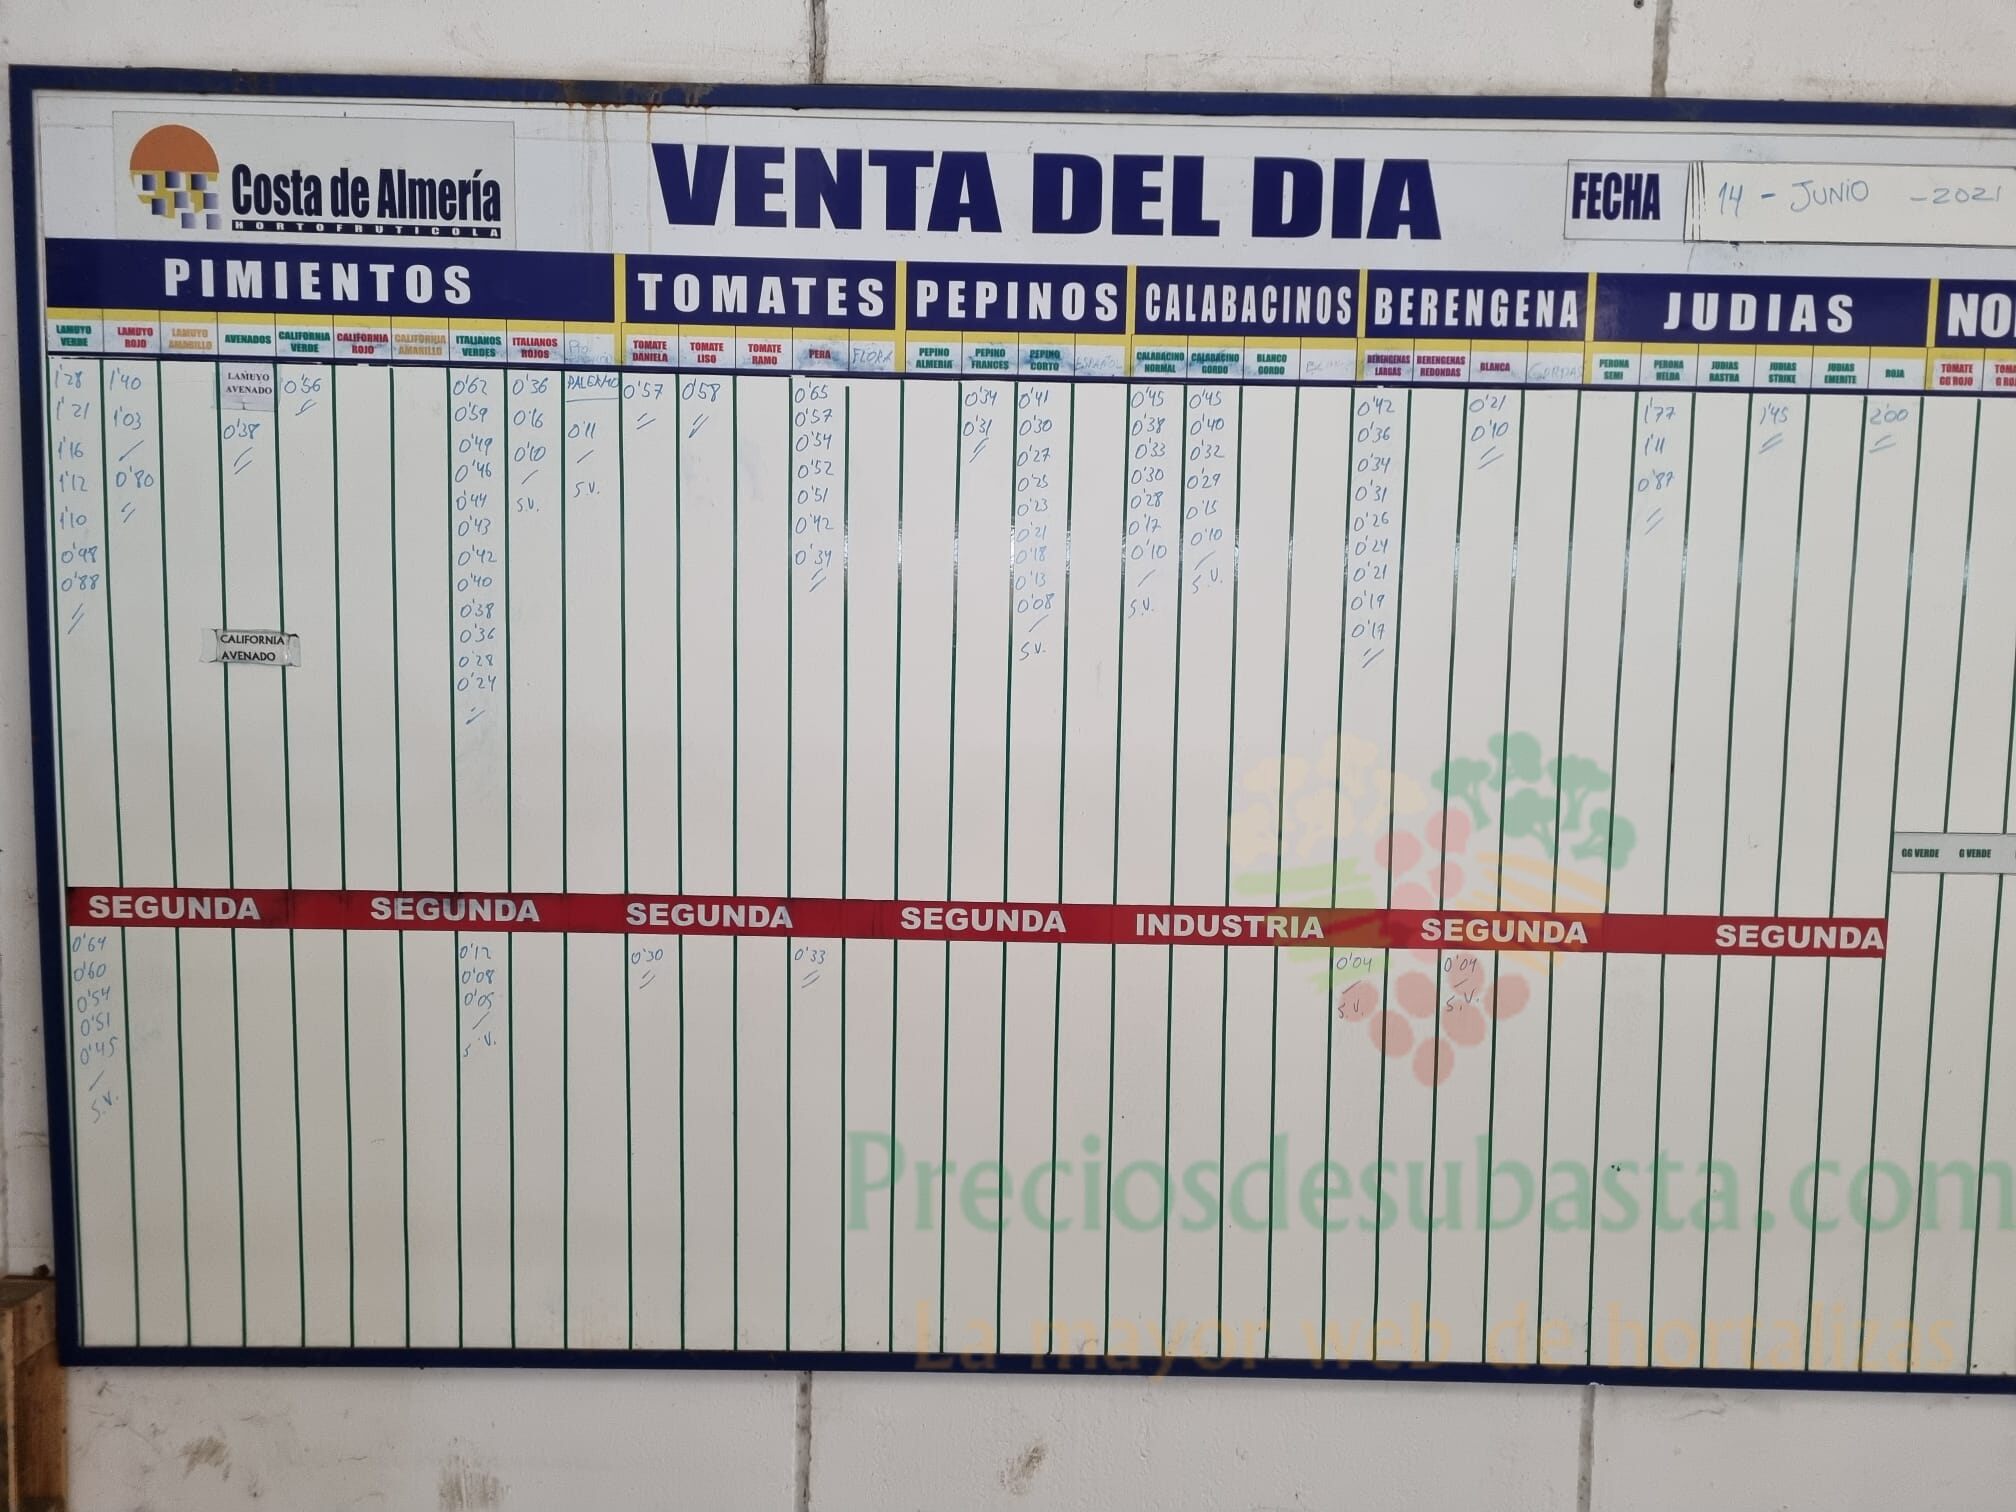 Costa de Almería
HORTOFRUTICOLA
VENTA DEL DIA
FECHA 14 - JUNIO - 2021
PIMIENTOS TOMATES PEPINOS CALABACINOS BERENGENA JUDIAS NO
LAMUYO VERDE
LAMUYO ROJO
LAMUYO AMARILLO
AVENADOS
CALIFORNIA VERDE
CALIFORNIA ROJO
CALIFORNIA AMARILLO
ITALIANOS VERDES
ITALIANOS ROJOS
TOMATE DANIELA
TOMATE LISO
TOMATE RAMO
PERA
FLORA
PEPINO ALMERIA
PEPINO FRANCES
PEPINO CORTO
ESPAÑOL
CALABACINO NORMAL
CALABACINO GORDO
BLANCO GORDO
BERENGENAS LARGAS
BERENGENAS REDONDAS
BLANCA
GORDAS
PERONA SEMI
PERONA HELDA
JUDIAS RASTRA
JUDIAS STRIKE
JUDIAS EMERITE
ROJA
TOMATE GG ROJO
1'28
1'21
1'16
1'12
1'10
0'98
0'88
1'40
1'03
0'80
LAMUYO
AVENADO
0'38
CALIFORNIA
AVENADO
0'56
0'62
0'59
0'49
0'46
0'44
0'43
0'42
0'40
0'38
0'36
0'28
0'24
0'36
0'16
0'10
S.V.
PALERMO
0'11
S.V.
0'57
0'58
0'65
0'57
0'54
0'52
0'51
0'42
0'34
0'34
0'31
0'41
0'30
0'27
0'25
0'23
0'21
0'18
0'13
0'08
S.V.
0'45
0'38
0'33
0'30
0'28
0'17
0'10
S.V.
0'45
0'40
0'32
0'29
0'15
0'10
S.V.
0'42
0'36
0'34
0'31
0'26
0'24
0'21
0'19
0'17
0'21
0'10
1'77
1'11
0'87
1'45
2'00
GG VERDE G VERDE
SEGUNDA SEGUNDA SEGUNDA SEGUNDA INDUSTRIA SEGUNDA SEGUNDA
0'64
0'60
0'54
0'51
0'45
S.V.
0'12
0'08
0'05
S.V.
0'30
0'33
0'04
S.V.
0'04
S.V.
Preciosdesubasta.com
La mayor web de hortalizas